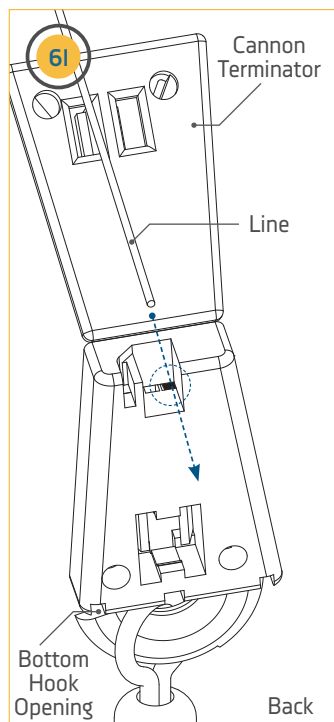 6I
Cannon
Terminator
Line
Bottom
Hook
Opening
Back